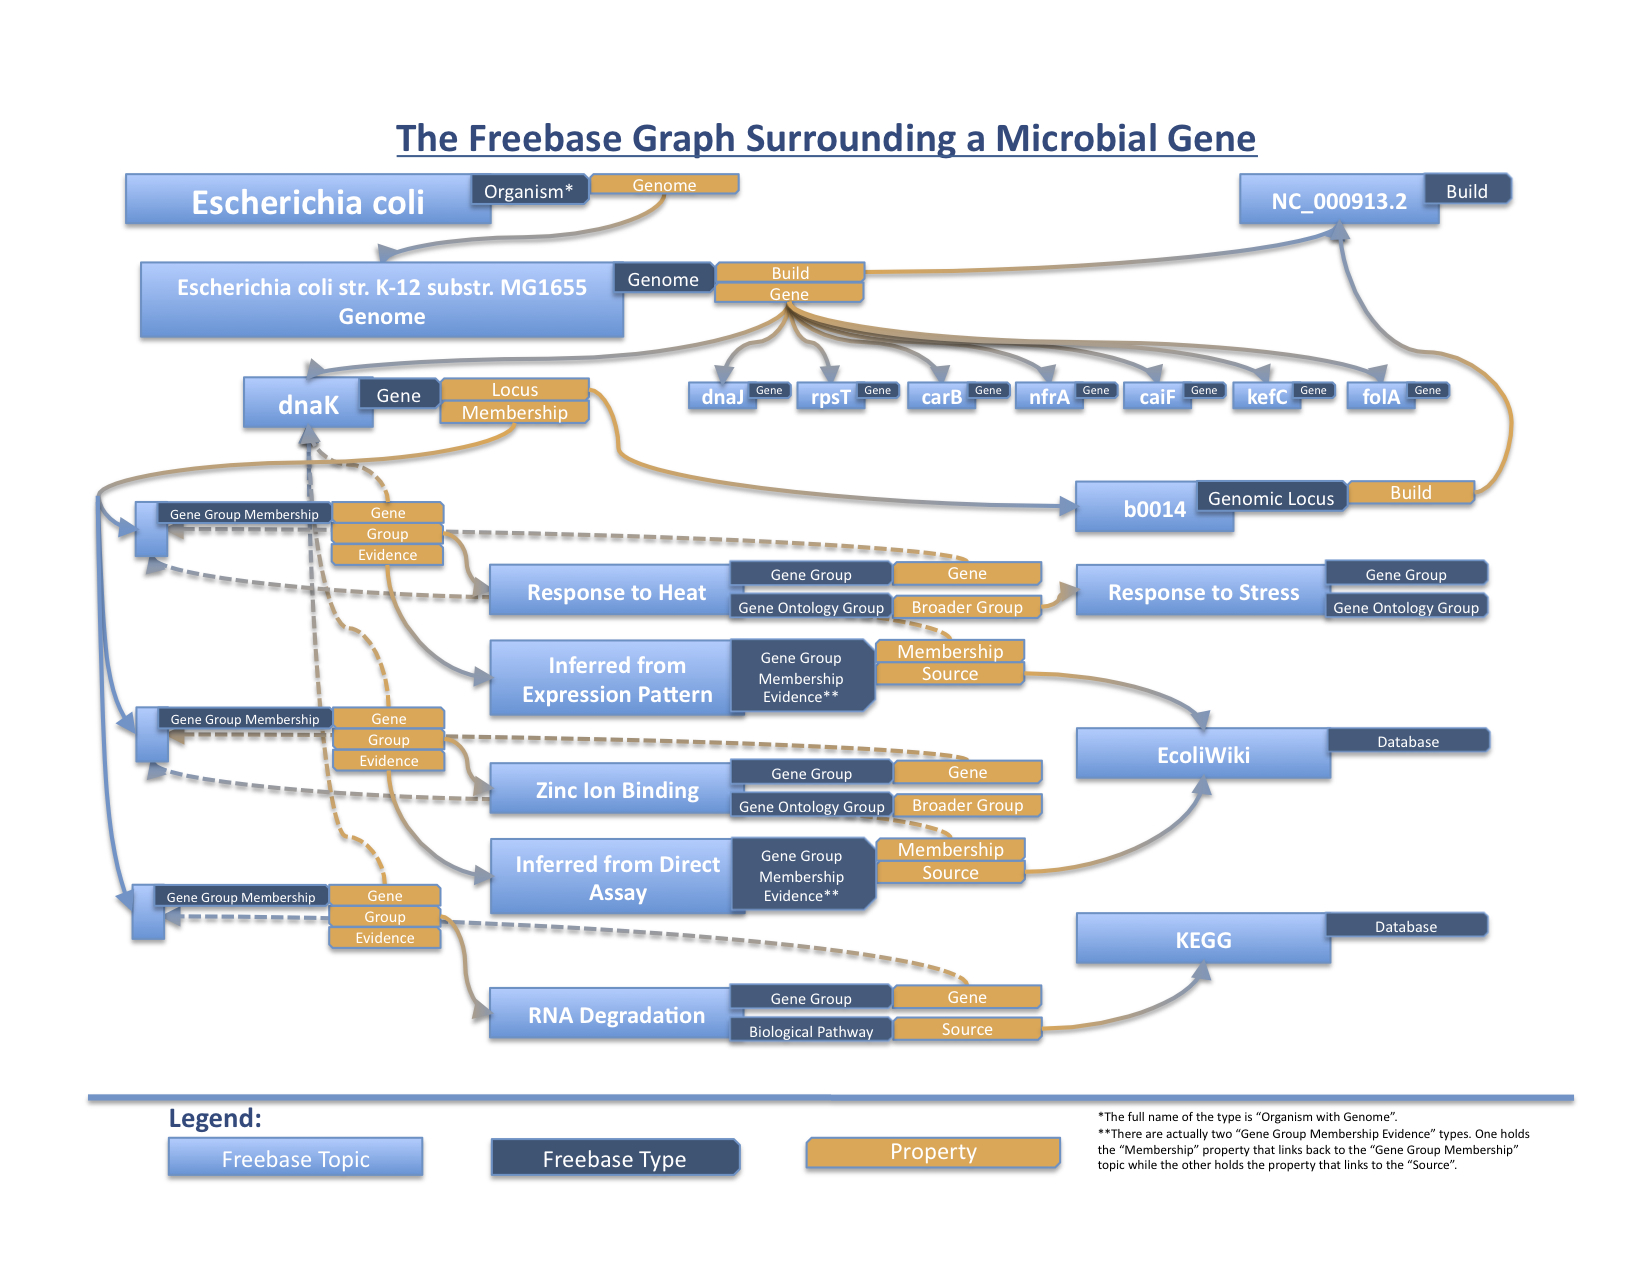 The Freebase Graph Surrounding a Microbial Gene
Escherichia coli
Organism*
Genome
NC_000913.2
Build
Escherichia coli str. K-12 substr. MG1655
Genome
Genome
Build
Gene
dnaK
Gene
Locus
Membership
dnaJ
Gene
rpsT
Gene
carB
Gene
nfrA
Gene
caiF
Gene
kefC
Gene
folA
Gene
b0014
Genomic Locus
Build
Gene Group Membership
Gene
Group
Evidence
Response to Heat
Gene Group
Gene
Gene Ontology Group
Broader Group
Response to Stress
Gene Group
Gene Ontology Group
Inferred from
Expression Pattern
Gene Group
Membership
Evidence**
Membership
Source
Gene Group Membership
Gene
Group
Evidence
EcoliWiki
Database
Zinc Ion Binding
Gene Group
Gene
Gene Ontology Group
Broader Group
Inferred from Direct
Assay
Gene Group
Membership
Evidence**
Membership
Source
Gene Group Membership
Gene
Group
Evidence
KEGG
Database
RNA Degradation
Gene Group
Gene
Biological Pathway
Source
Legend:
Freebase Topic
Freebase Type
Property
*The full name of the type is “Organism with Genome”.
**There are actually two “Gene Group Membership Evidence” types. One holds
the “Membership” property that links back to the “Gene Group Membership”
topic while the other holds the property that links to the “Source”.